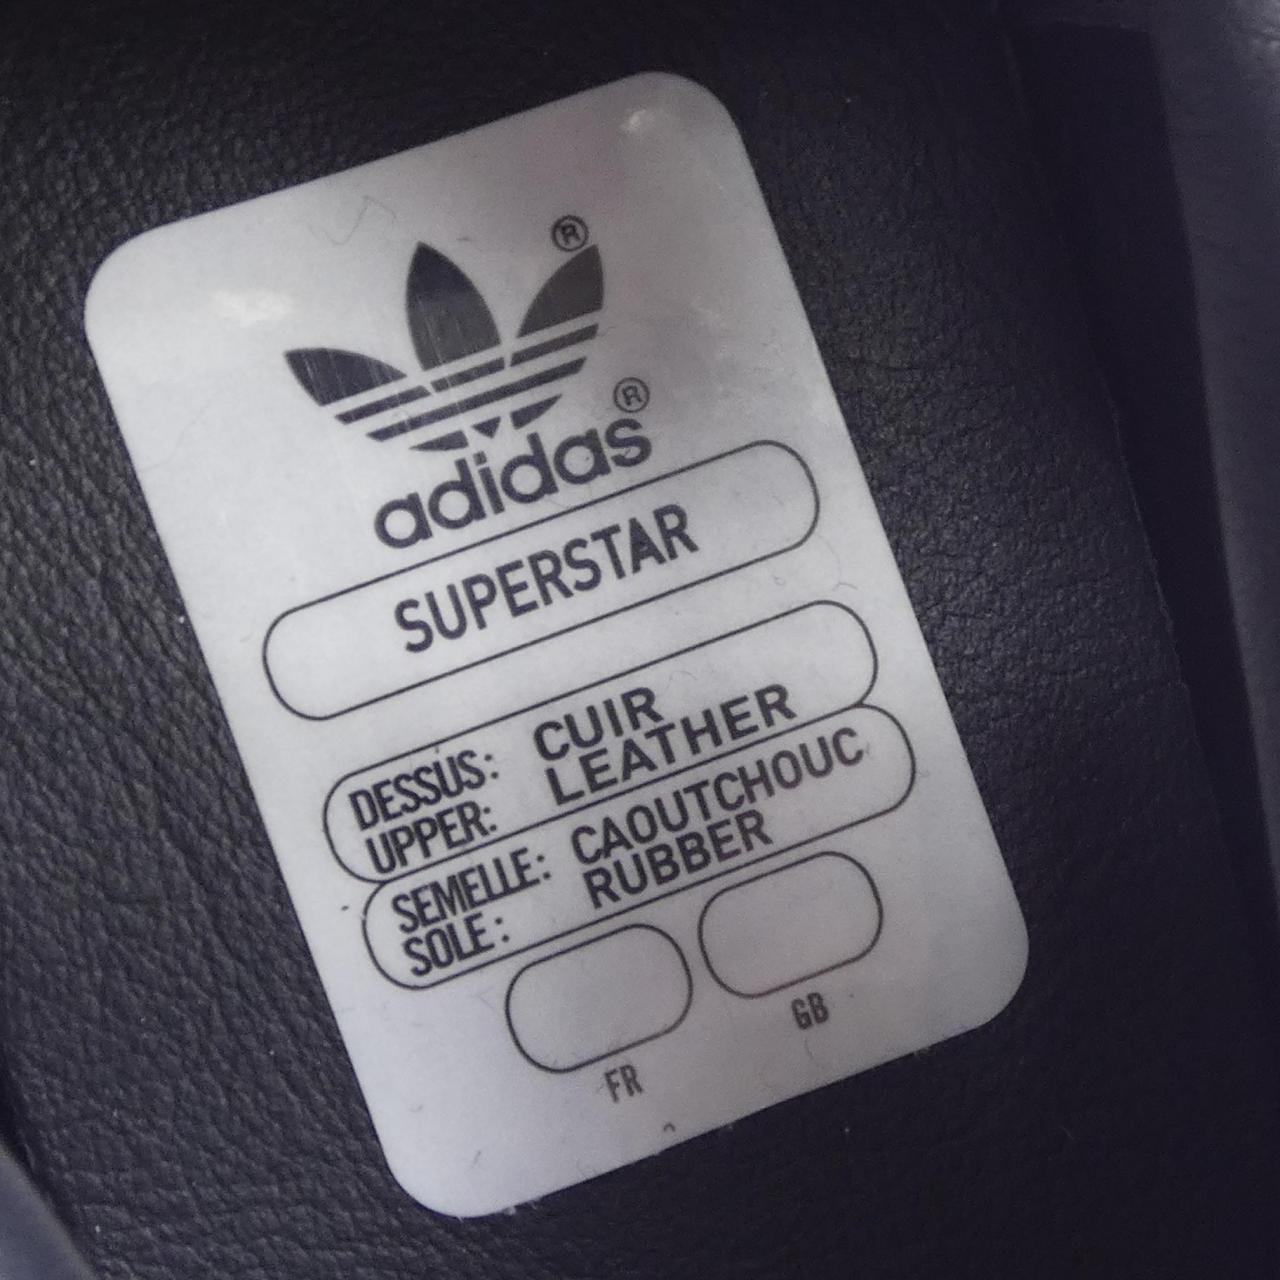 ®
adidas®
SUPERSTAR
DESSUS: CUIR
UPPER: LEATHER
SEMELLE: CAOUTCHOUC
SOLE: RUBBER
FR GB